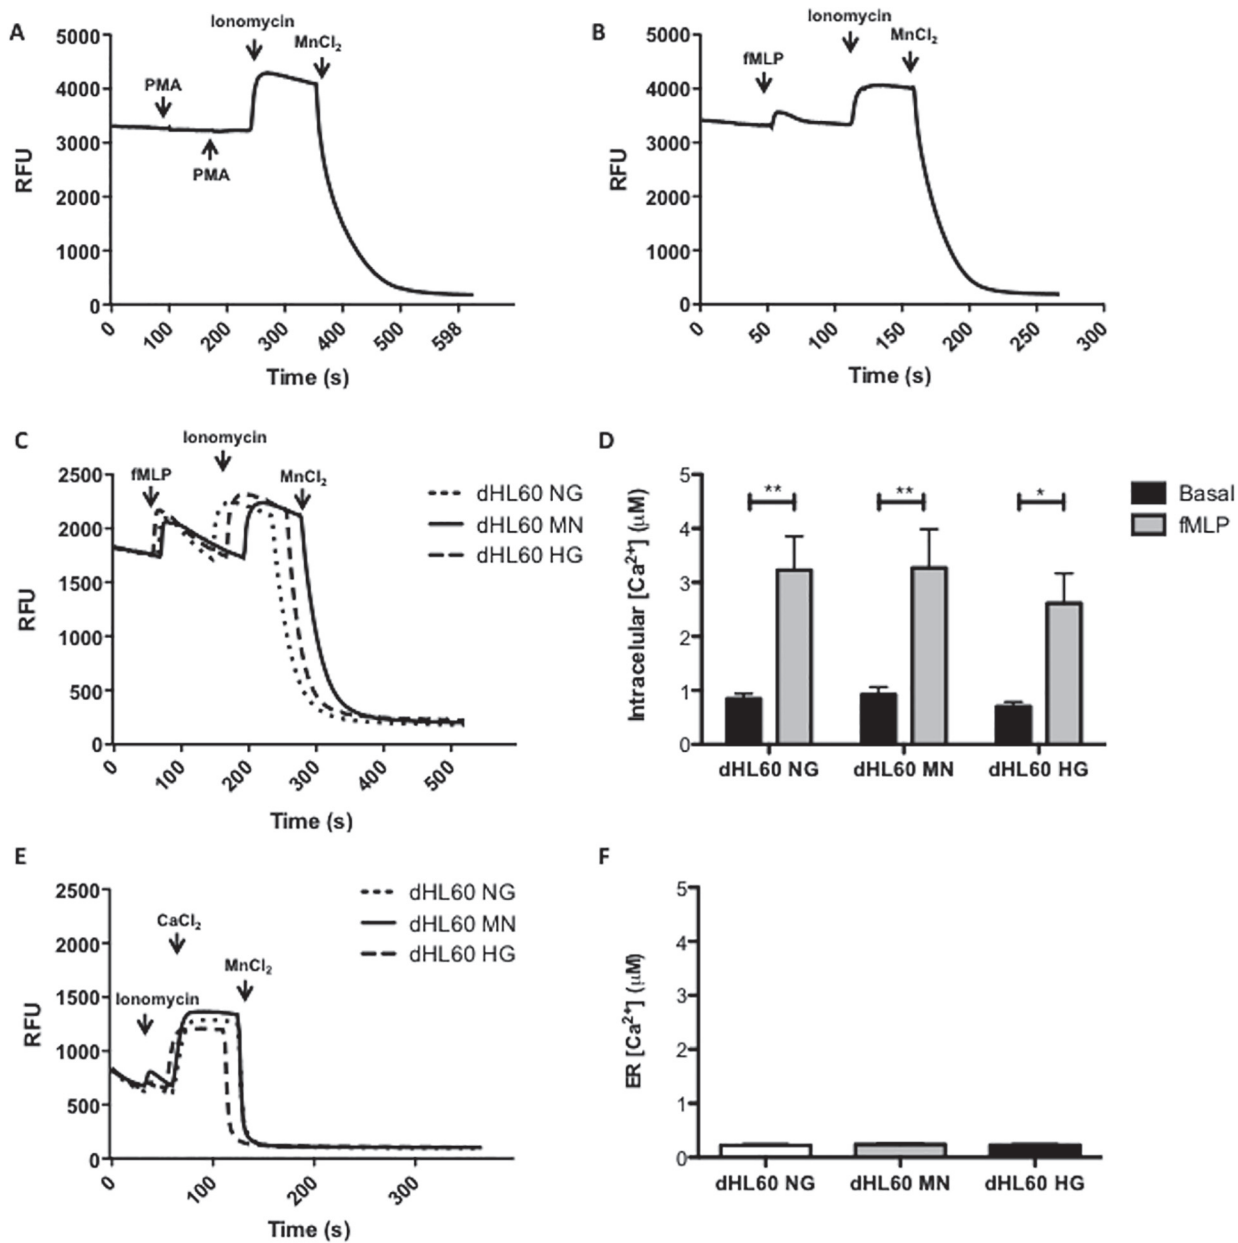 A
Ionomycin
MnCl2
PMA
PMA
5000
4000
3000
2000
1000
0
RFU
0 100 200 300 400 500 598
Time (s)
B
Ionomycin
MnCl2
fMLP
5000
4000
3000
2000
1000
0
RFU
0 50 100 150 200 250 300
Time (s)
C
Ionomycin
fMLP
MnCl2
dHL60 NG
dHL60 MN
dHL60 HG
2500
2000
1500
1000
500
0
RFU
0 100 200 300 400 500
Time (s)
D
5
4
3
2
1
0
Intracelular [Ca2+] (μM)
** ** *
Basal
fMLP
dHL60 NG dHL60 MN dHL60 HG
E
CaCl2
MnCl2
Ionomycin
dHL60 NG
dHL60 MN
dHL60 HG
2500
2000
1500
1000
500
0
RFU
0 100 200 300
Time (s)
F
5
4
3
2
1
0
ER [Ca2+] (μM)
dHL60 NG dHL60 MN dHL60 HG